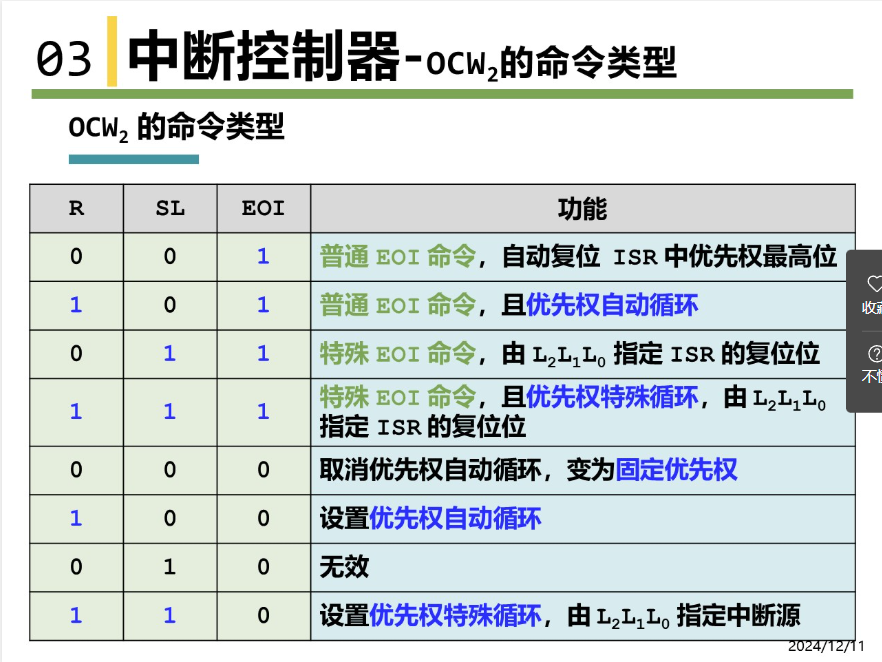 03 中断控制器-OCW₂的命令类型
OCW₂ 的命令类型
R SL EOI 功能
0 0 1 普通 EOI 命令，自动复位 ISR 中优先权最高位
1 0 1 普通 EOI 命令，且优先权自动循环
0 1 1 特殊 EOI 命令，由 L₂L₁L₀ 指定 ISR 的复位位
1 1 1 特殊 EOI 命令，且优先权特殊循环，由 L₂L₁L₀
指定 ISR 的复位位
0 0 0 取消优先权自动循环，变为固定优先权
1 0 0 设置优先权自动循环
0 1 0 无效
1 1 0 设置优先权特殊循环，由 L₂L₁L₀ 指定中断源
2024/12/11
收
不